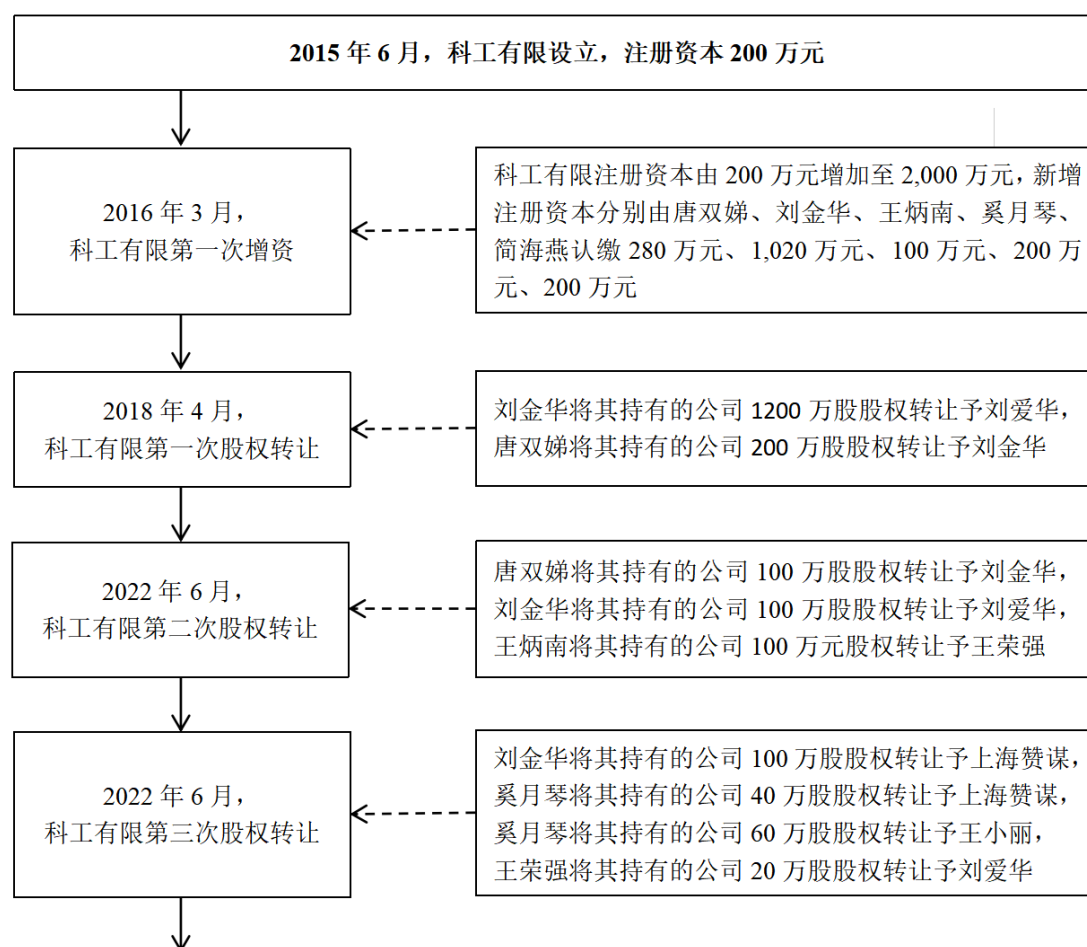 2015 年 6 月，科工有限设立，注册资本 200 万元
2016 年 3 月，
科工有限第一次增资
科工有限注册资本由 200 万元增加至 2,000 万元，新增
注册资本分别由唐双娣、刘金华、王炳南、奚月琴、
简海燕认缴 280 万元、1,020 万元、100 万元、200 万
元、200 万元
2018 年 4 月，
科工有限第一次股权转让
刘金华将其持有的公司 1200 万股股权转让予刘爱华，
唐双娣将其持有的公司 200 万股股权转让予刘金华
2022 年 6 月，
科工有限第二次股权转让
唐双娣将其持有的公司 100 万股股权转让予刘金华，
刘金华将其持有的公司 100 万股股权转让予刘爱华，
王炳南将其持有的公司 100 万元股权转让予王荣强
2022 年 6 月，
科工有限第三次股权转让
刘金华将其持有的公司 100 万股股权转让予上海赞谋，
奚月琴将其持有的公司 40 万股股权转让予上海赞谋，
奚月琴将其持有的公司 60 万股股权转让予王小丽，
王荣强将其持有的公司 20 万股股权转让予刘爱华